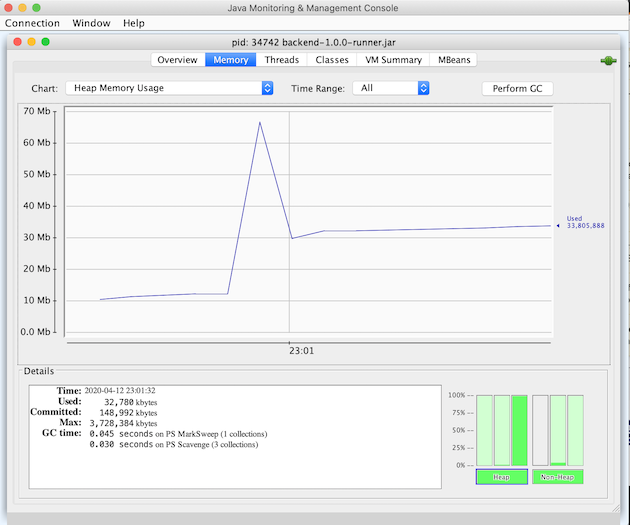 Java Monitoring & Management Console
Connection Window Help
pid: 34742 backend-1.0.0-runner.jar
Overview Memory Threads Classes VM Summary MBeans
Chart: Heap Memory Usage Time Range: All Perform GC
70 Mb
60 Mb
50 Mb
40 Mb
30 Mb
20 Mb
10 Mb
0.0 Mb
Used
33,805,888
23:01
Details
Time: 2020-04-12 23:01:32
Used: 32,780 kbytes
Committed: 148,992 kbytes
Max: 3,728,384 kbytes
GC time: 0.045 seconds on PS MarkSweep (1 collections)
0.030 seconds on PS Scavenge (3 collections)
100% --
75% --
50% --
25% --
0% --
Heap Non-Heap